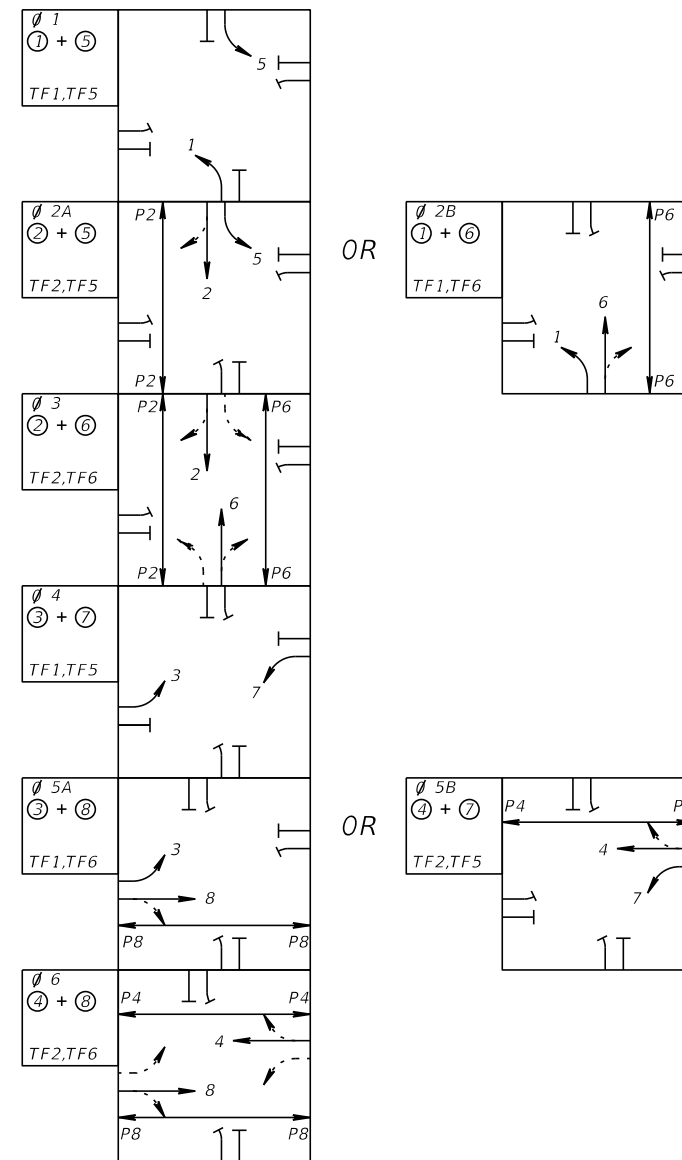 Ø 1
1 + 5
TF1,TF5
5
1
Ø 2A
2 + 5
TF2,TF5
P2
5
2
P2
OR
Ø 2B
1 + 6
TF1,TF6
P6
6
1
P6
Ø 3
2 + 6
TF2,TF6
P2
P6
2
6
P2
P6
Ø 4
3 + 7
TF1,TF5
3
7
Ø 5A
3 + 8
TF1,TF6
3
8
P8
P8
OR
Ø 5B
4 + 7
TF2,TF5
P4
P
4
7
Ø 6
4 + 8
TF2,TF6
P4
P4
4
8
P8
P8